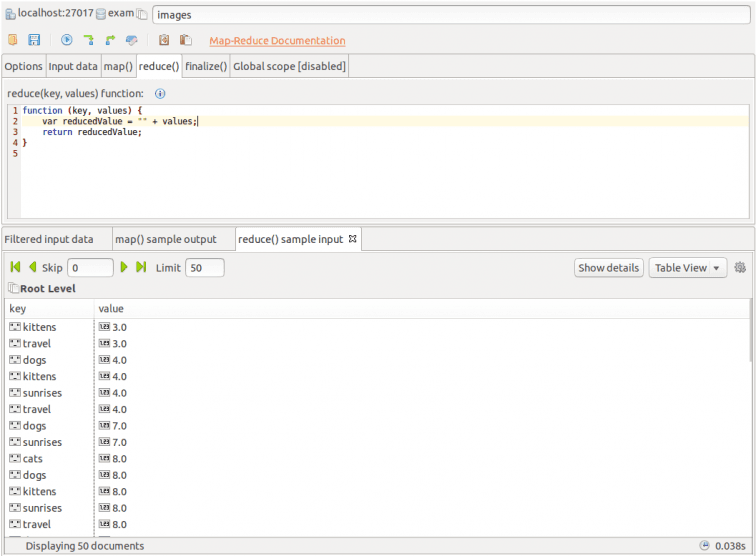 localhost:27017 exam images
Map-Reduce Documentation
Options Input data map() reduce() finalize() Global scope [disabled]
reduce(key, values) function:
1 function (key, values) {
2 var reducedValue = "" + values;
3 return reducedValue;
4 }
5
Filtered input data map() sample output reduce() sample input
Skip 0 Limit 50 Show details Table View
Root Level
key value
kittens 3.0
travel 3.0
dogs 4.0
kittens 4.0
sunrises 4.0
travel 4.0
dogs 7.0
sunrises 7.0
cats 8.0
dogs 8.0
kittens 8.0
sunrises 8.0
travel 8.0
Displaying 50 documents 0.038s